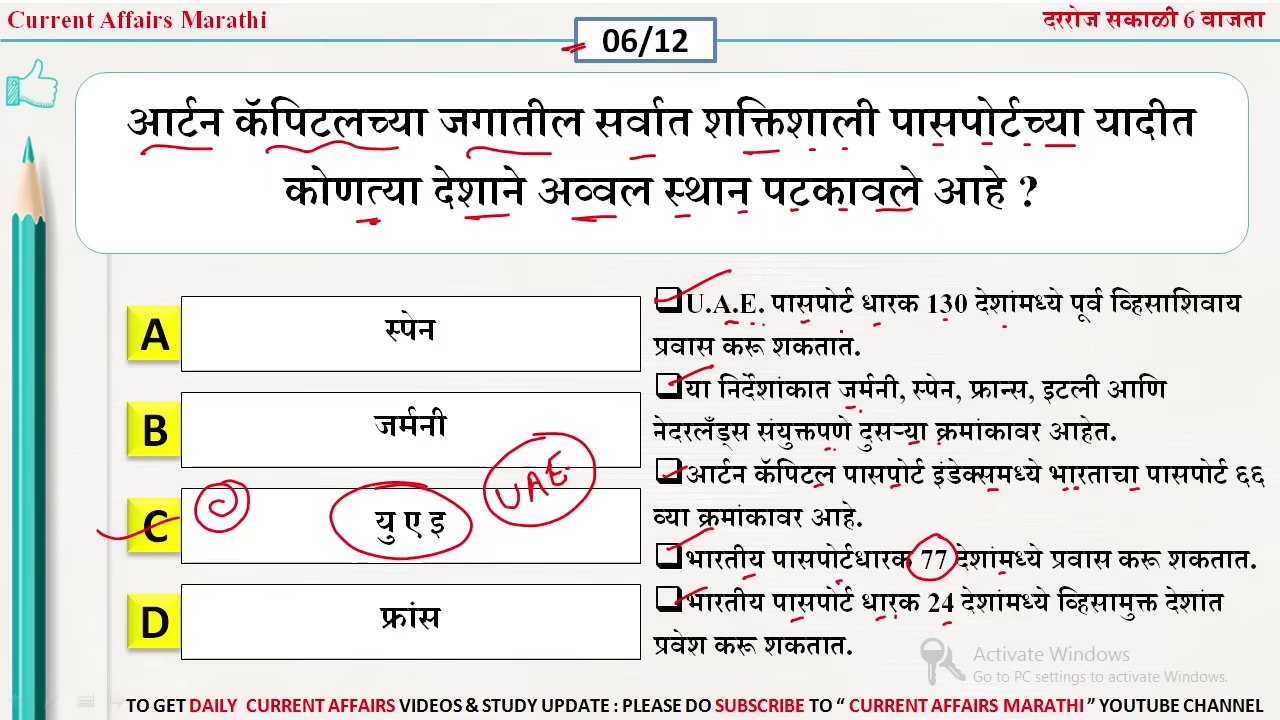 Current Affairs Marathi
दररोज सकाळी 6 वाजता
06/12
आर्टन कॅपिटलच्या जगातील सर्वात शक्तिशाली पासपोर्टच्या यादीत
कोणत्या देशाने अव्वल स्थान पटकावले आहे ?
A
स्पेन
B
जर्मनी
C
यु ए इ
UAE
D
फ्रांस
U.A.E. पासपोर्ट धारक 130 देशांमध्ये पूर्व व्हिसाशिवाय
प्रवास करू शकतात.
या निर्देशांकात जर्मनी, स्पेन, फ्रान्स, इटली आणि
नेदरलँड्स संयुक्तपणे दुसऱ्या क्रमांकावर आहेत.
आर्टन कॅपिटल पासपोर्ट इंडेक्समध्ये भारताचा पासपोर्ट ६६
व्या क्रमांकावर आहे.
भारतीय पासपोर्टधारक 77 देशांमध्ये प्रवास करू शकतात.
भारतीय पासपोर्ट धारक 24 देशांमध्ये व्हिसामुक्त देशांत
प्रवेश करू शकतात.
Activate Windows
Go to PC settings to activate Windows.
TO GET DAILY CURRENT AFFAIRS VIDEOS & STUDY UPDATE : PLEASE DO SUBSCRIBE TO “ CURRENT AFFAIRS MARATHI ” YOUTUBE CHANNEL